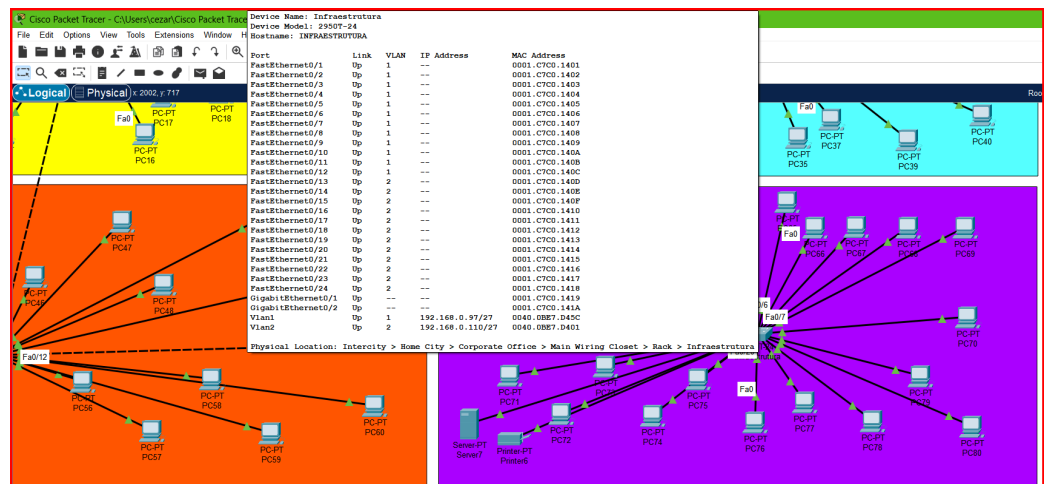 Cisco Packet Tracer - C:\Users\cezar\Cisco Packet Trace
File Edit Options View Tools Extensions Window H
Logical Physical x: 2002, y: 717
Roo
Device Name: Infraestrutura
Device Model: 2950T-24
Hostname: INFRAESTRUTURA
Port Link VLAN IP Address MAC Address
FastEthernet0/1 Up 1 -- 0001.C7C0.1401
FastEthernet0/2 Up 1 -- 0001.C7C0.1402
FastEthernet0/3 Up 1 -- 0001.C7C0.1403
FastEthernet0/4 Up 1 -- 0001.C7C0.1404
FastEthernet0/5 Up 1 -- 0001.C7C0.1405
FastEthernet0/6 Up 1 -- 0001.C7C0.1406
FastEthernet0/7 Up 1 -- 0001.C7C0.1407
FastEthernet0/8 Up 1 -- 0001.C7C0.1408
FastEthernet0/9 Up 1 -- 0001.C7C0.1409
FastEthernet0/10 Up 1 -- 0001.C7C0.140A
FastEthernet0/11 Up 1 -- 0001.C7C0.140B
FastEthernet0/12 Up 1 -- 0001.C7C0.140C
FastEthernet0/13 Up 2 -- 0001.C7C0.140D
FastEthernet0/14 Up 2 -- 0001.C7C0.140E
FastEthernet0/15 Up 2 -- 0001.C7C0.140F
FastEthernet0/16 Up 2 -- 0001.C7C0.1410
FastEthernet0/17 Up 2 -- 0001.C7C0.1411
FastEthernet0/18 Up 2 -- 0001.C7C0.1412
FastEthernet0/19 Up 2 -- 0001.C7C0.1413
FastEthernet0/20 Up 2 -- 0001.C7C0.1414
FastEthernet0/21 Up 2 -- 0001.C7C0.1415
FastEthernet0/22 Up 2 -- 0001.C7C0.1416
FastEthernet0/23 Up 2 -- 0001.C7C0.1417
FastEthernet0/24 Up 2 -- 0001.C7C0.1418
GigabitEthernet0/1 Up -- -- 0001.C7C0.1419
GigabitEthernet0/2 Up -- -- 0001.C7C0.141A
Vlan1 Up 1 192.168.0.97/27 0040.0BE7.D45C
Vlan2 Up 2 192.168.0.110/27 0040.0BE7.D401
Physical Location: Intercity > Home City > Corporate Office > Main Wiring Closet > Rack > Infraestrutura
Fa0
PC-PT
PC17
PC-PT
PC18
PC-PT
PC16
Fa0
PC-PT
PC35
PC-PT
PC37
PC-PT
PC39
PC-PT
PC40
PC-PT
PC47
PC-PT
PC46
PC-PT
PC48
Fa0/12
PC-PT
PC56
PC-PT
PC58
PC-PT
PC57
PC-PT
PC59
PC-PT
PC60
PC-PT
Fa0
PC-PT
PC66
PC-PT
PC67
PC-PT
PC68
PC-PT
PC69
0/6
Fa0/7
PC-PT
PC70
PC-PT
PC71
PC-PT
PC-PT
PC72
PC-PT
PC74
PC-PT
PC75
Fa0
PC-PT
PC76
PC-PT
PC77
PC-PT
PC78
PC-PT
PC79
PC-PT
PC80
Server-PT
Server7
Printer-PT
Printer6